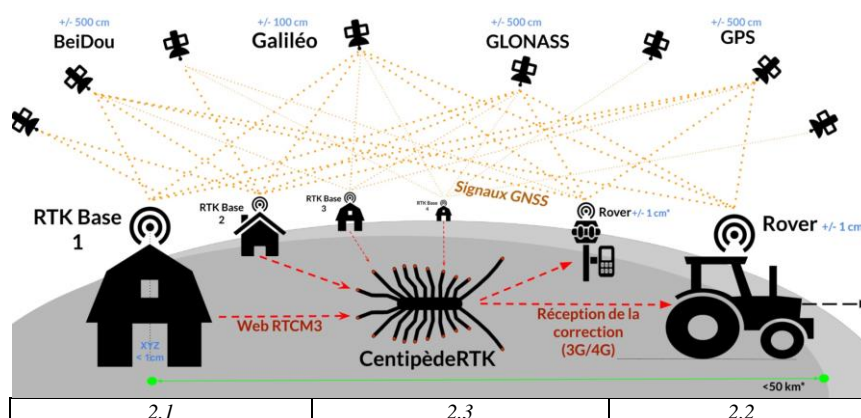 +/- 500 cm
BeiDou
+/- 100 cm
Galiléo
+/-500 cm
GLONASS
+/- 500 cm
GPS
Signaux GNSS
RTK Base
1
RTK Base
2
RTK Base
3
RTK Base
Rover +/- 1 cm*
Rover +/- 1 cm
Web RTCM3
CentipèdeRTK
Réception de la
correction
(3G/4G)
XYZ
< 1cm
<50 km*
2.1
2.3
2.2